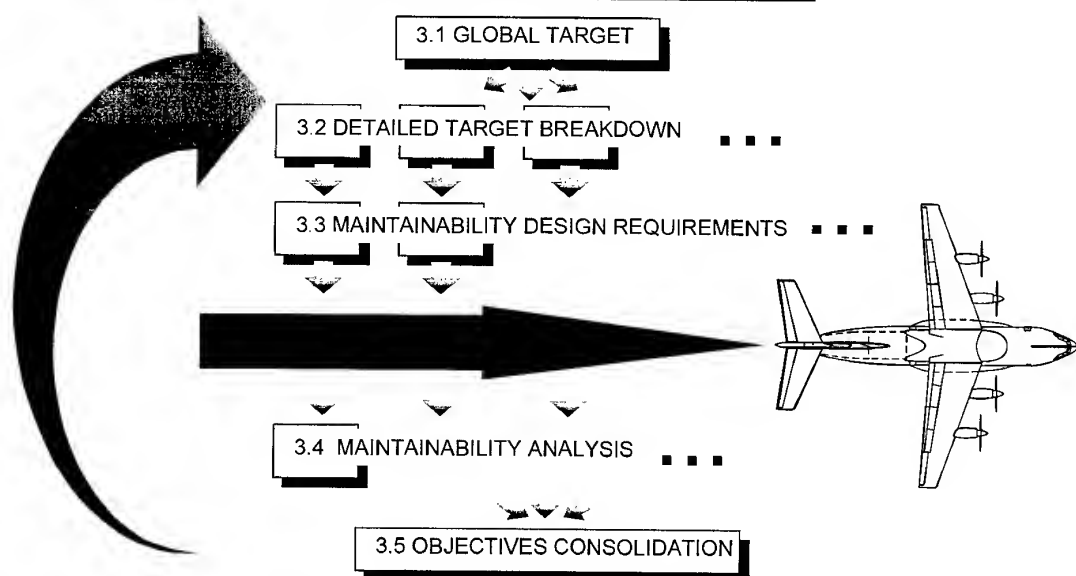 3.1 GLOBAL TARGET
3.2 DETAILED TARGET BREAKDOWN
3.3 MAINTAINABILITY DESIGN REQUIREMENTS
3.4 MAINTAINABILITY ANALYSIS
3.5 OBJECTIVES CONSOLIDATION